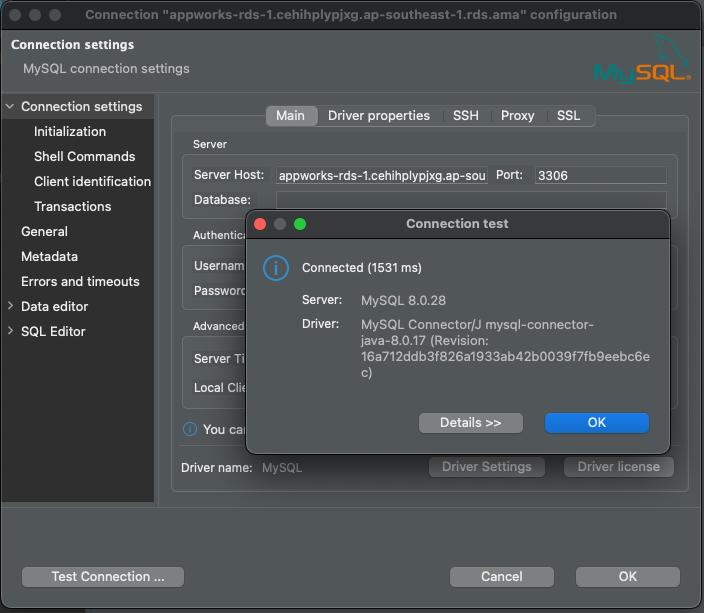 Connection "appworks-rds-1.cehihplypjxg.ap-southeast-1.rds.ama" configuration
Connection settings
MySQL connection settings
MySQL®
Connection settings
Initialization
Shell Commands
Client identification
Transactions
General
Metadata
Errors and timeouts
Data editor
SQL Editor
Main Driver properties SSH Proxy SSL
Server
Server Host: appworks-rds-1.cehihplypjxg.ap-sou Port: 3306
Database:
Authentica
Usernam
Password
Advanced
Server Ti
Local Clie
You can
Driver name: MySQL Driver Settings Driver license
Connection test
Connected (1531 ms)
Server: MySQL 8.0.28
Driver: MySQL Connector/J mysql-connector-
java-8.0.17 (Revision:
16a712ddb3f826a1933ab42b0039f7fb9eebc6e
c)
Details >> OK
Test Connection ... Cancel OK